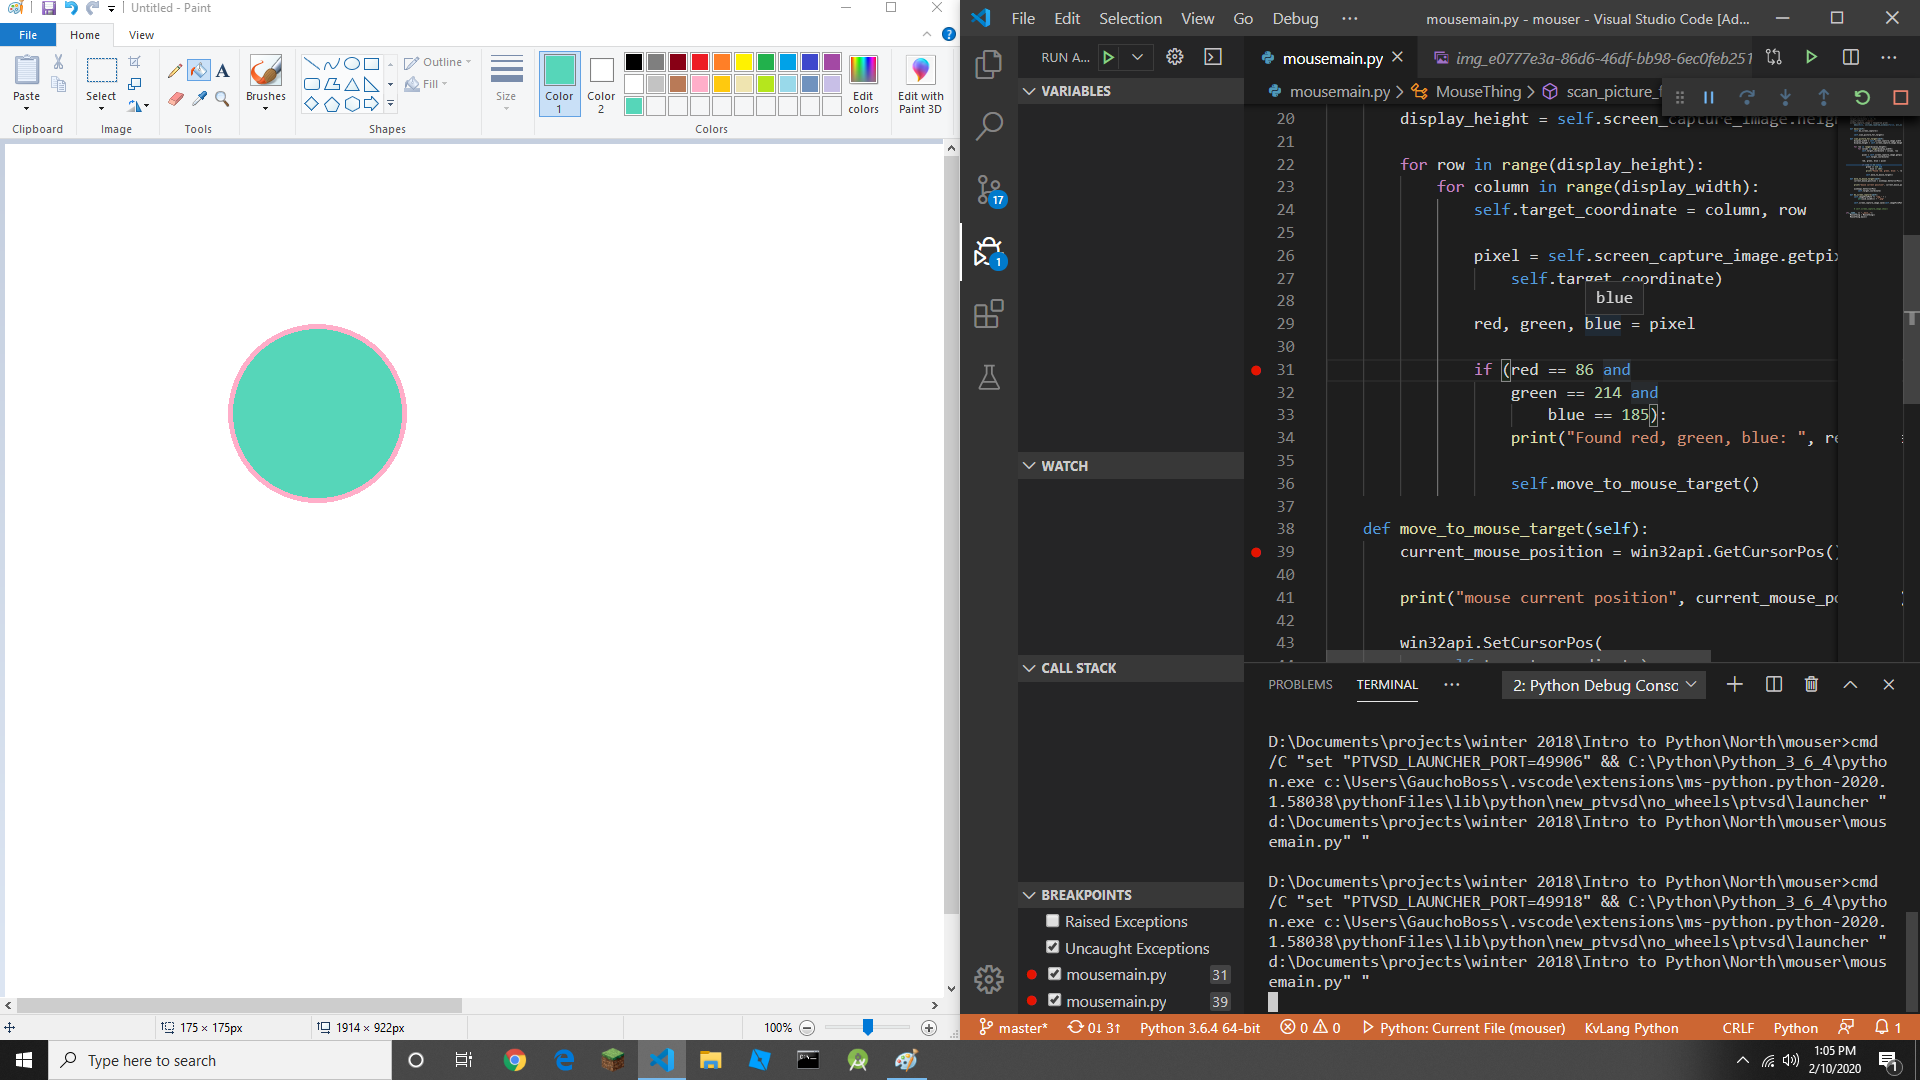 Untitled - Paint
File
Home
View
Paste
Select
Brushes
Outline
Fill
Size
Color 1
Color 2
Edit colors
Edit with Paint 3D
Clipboard
Image
Tools
Shapes
Colors
175 × 175px
1914 × 922px
100%
File Edit Selection View Go Debug ...
mousemain.py - mouser - Visual Studio Code [Ad...
RUN A...
mousemain.py
img_e0777e3a-86d6-46df-bb98-6ec0feb251
mousemain.py > MouseThing > scan_picture_f
VARIABLES
WATCH
CALL STACK
BREAKPOINTS
Raised Exceptions
Uncaught Exceptions
mousemain.py 31
mousemain.py 39
17
1
20 display_height = self.screen_capture_image.heigh
21
22 for row in range(display_height):
23 for column in range(display_width):
24 self.target_coordinate = column, row
25
26 pixel = self.screen_capture_image.getpix
27 self.target_coordinate)
28
blue
29 red, green, blue = pixel
30
31 if (red == 86 and
32 green == 214 and
33 blue == 185):
34 print("Found red, green, blue: ", re
35
36 self.move_to_mouse_target()
37
38 def move_to_mouse_target(self):
39 current_mouse_position = win32api.GetCursorPos()
40
41 print("mouse current position", current_mouse_po
42
43 win32api.SetCursorPos(
PROBLEMS TERMINAL ... 2: Python Debug Consc
D:\Documents\projects\winter 2018\Intro to Python\North\mouser>cmd
/C "set "PTVSD_LAUNCHER_PORT=49906" && C:\Python\Python_3_6_4\pytho
n.exe c:\Users\GauchoBoss\.vscode\extensions\ms-python.python-2020.
1.58038\pythonFiles\lib\python\new_ptvsd\no_wheels\ptvsd\launcher "
d:\Documents\projects\winter 2018\Intro to Python\North\mouser\mous
emain.py" "
D:\Documents\projects\winter 2018\Intro to Python\North\mouser>cmd
/C "set "PTVSD_LAUNCHER_PORT=49918" && C:\Python\Python_3_6_4\pytho
n.exe c:\Users\GauchoBoss\.vscode\extensions\ms-python.python-2020.
1.58038\pythonFiles\lib\python\new_ptvsd\no_wheels\ptvsd\launcher "
d:\Documents\projects\winter 2018\Intro to Python\North\mouser\mous
emain.py" "
master* 0↓ 3↑ Python 3.6.4 64-bit 0 0 Python: Current File (mouser) KvLang Python CRLF Python 1
Type here to search
1:05 PM
2/10/2020
1